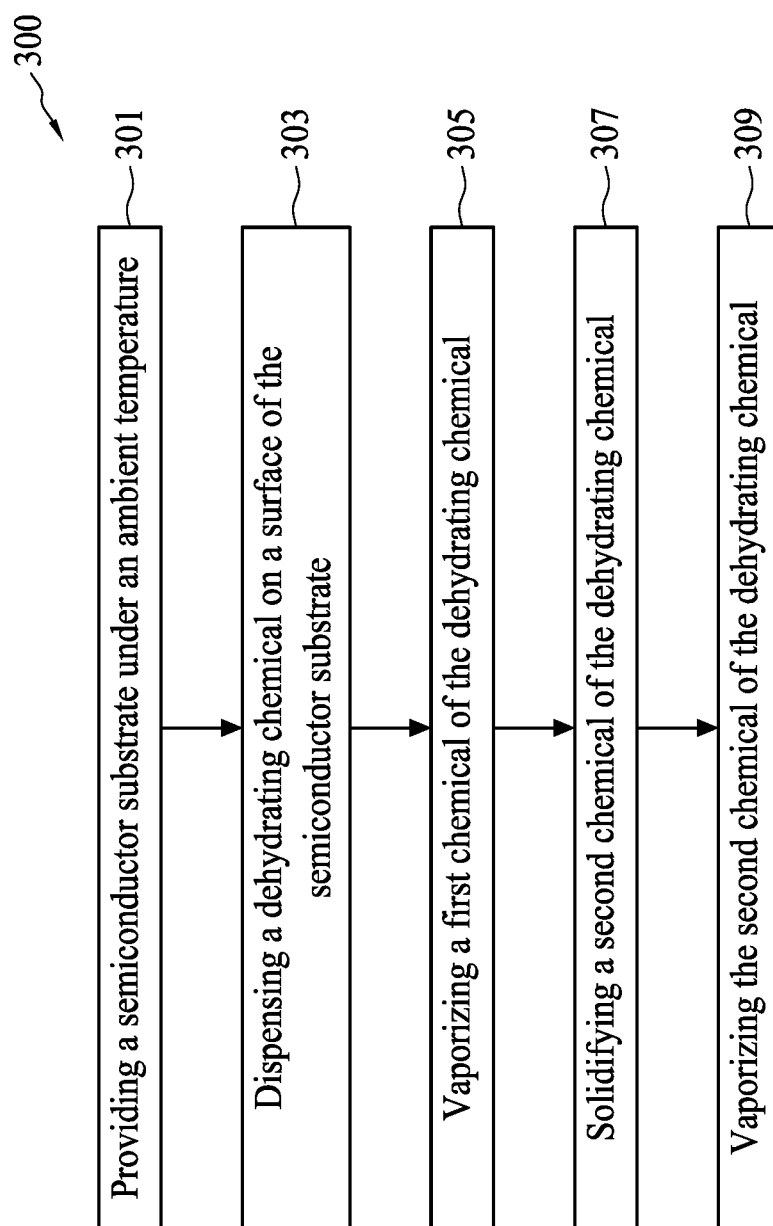 300
Providing a semiconductor substrate under an ambient temperature
301
Dispensing a dehydrating chemical on a surface of the
semiconductor substrate
303
Vaporizing a first chemical of the dehydrating chemical
305
Solidifying a second chemical of the dehydrating chemical
307
Vaporizing the second chemical of the dehydrating chemical
309